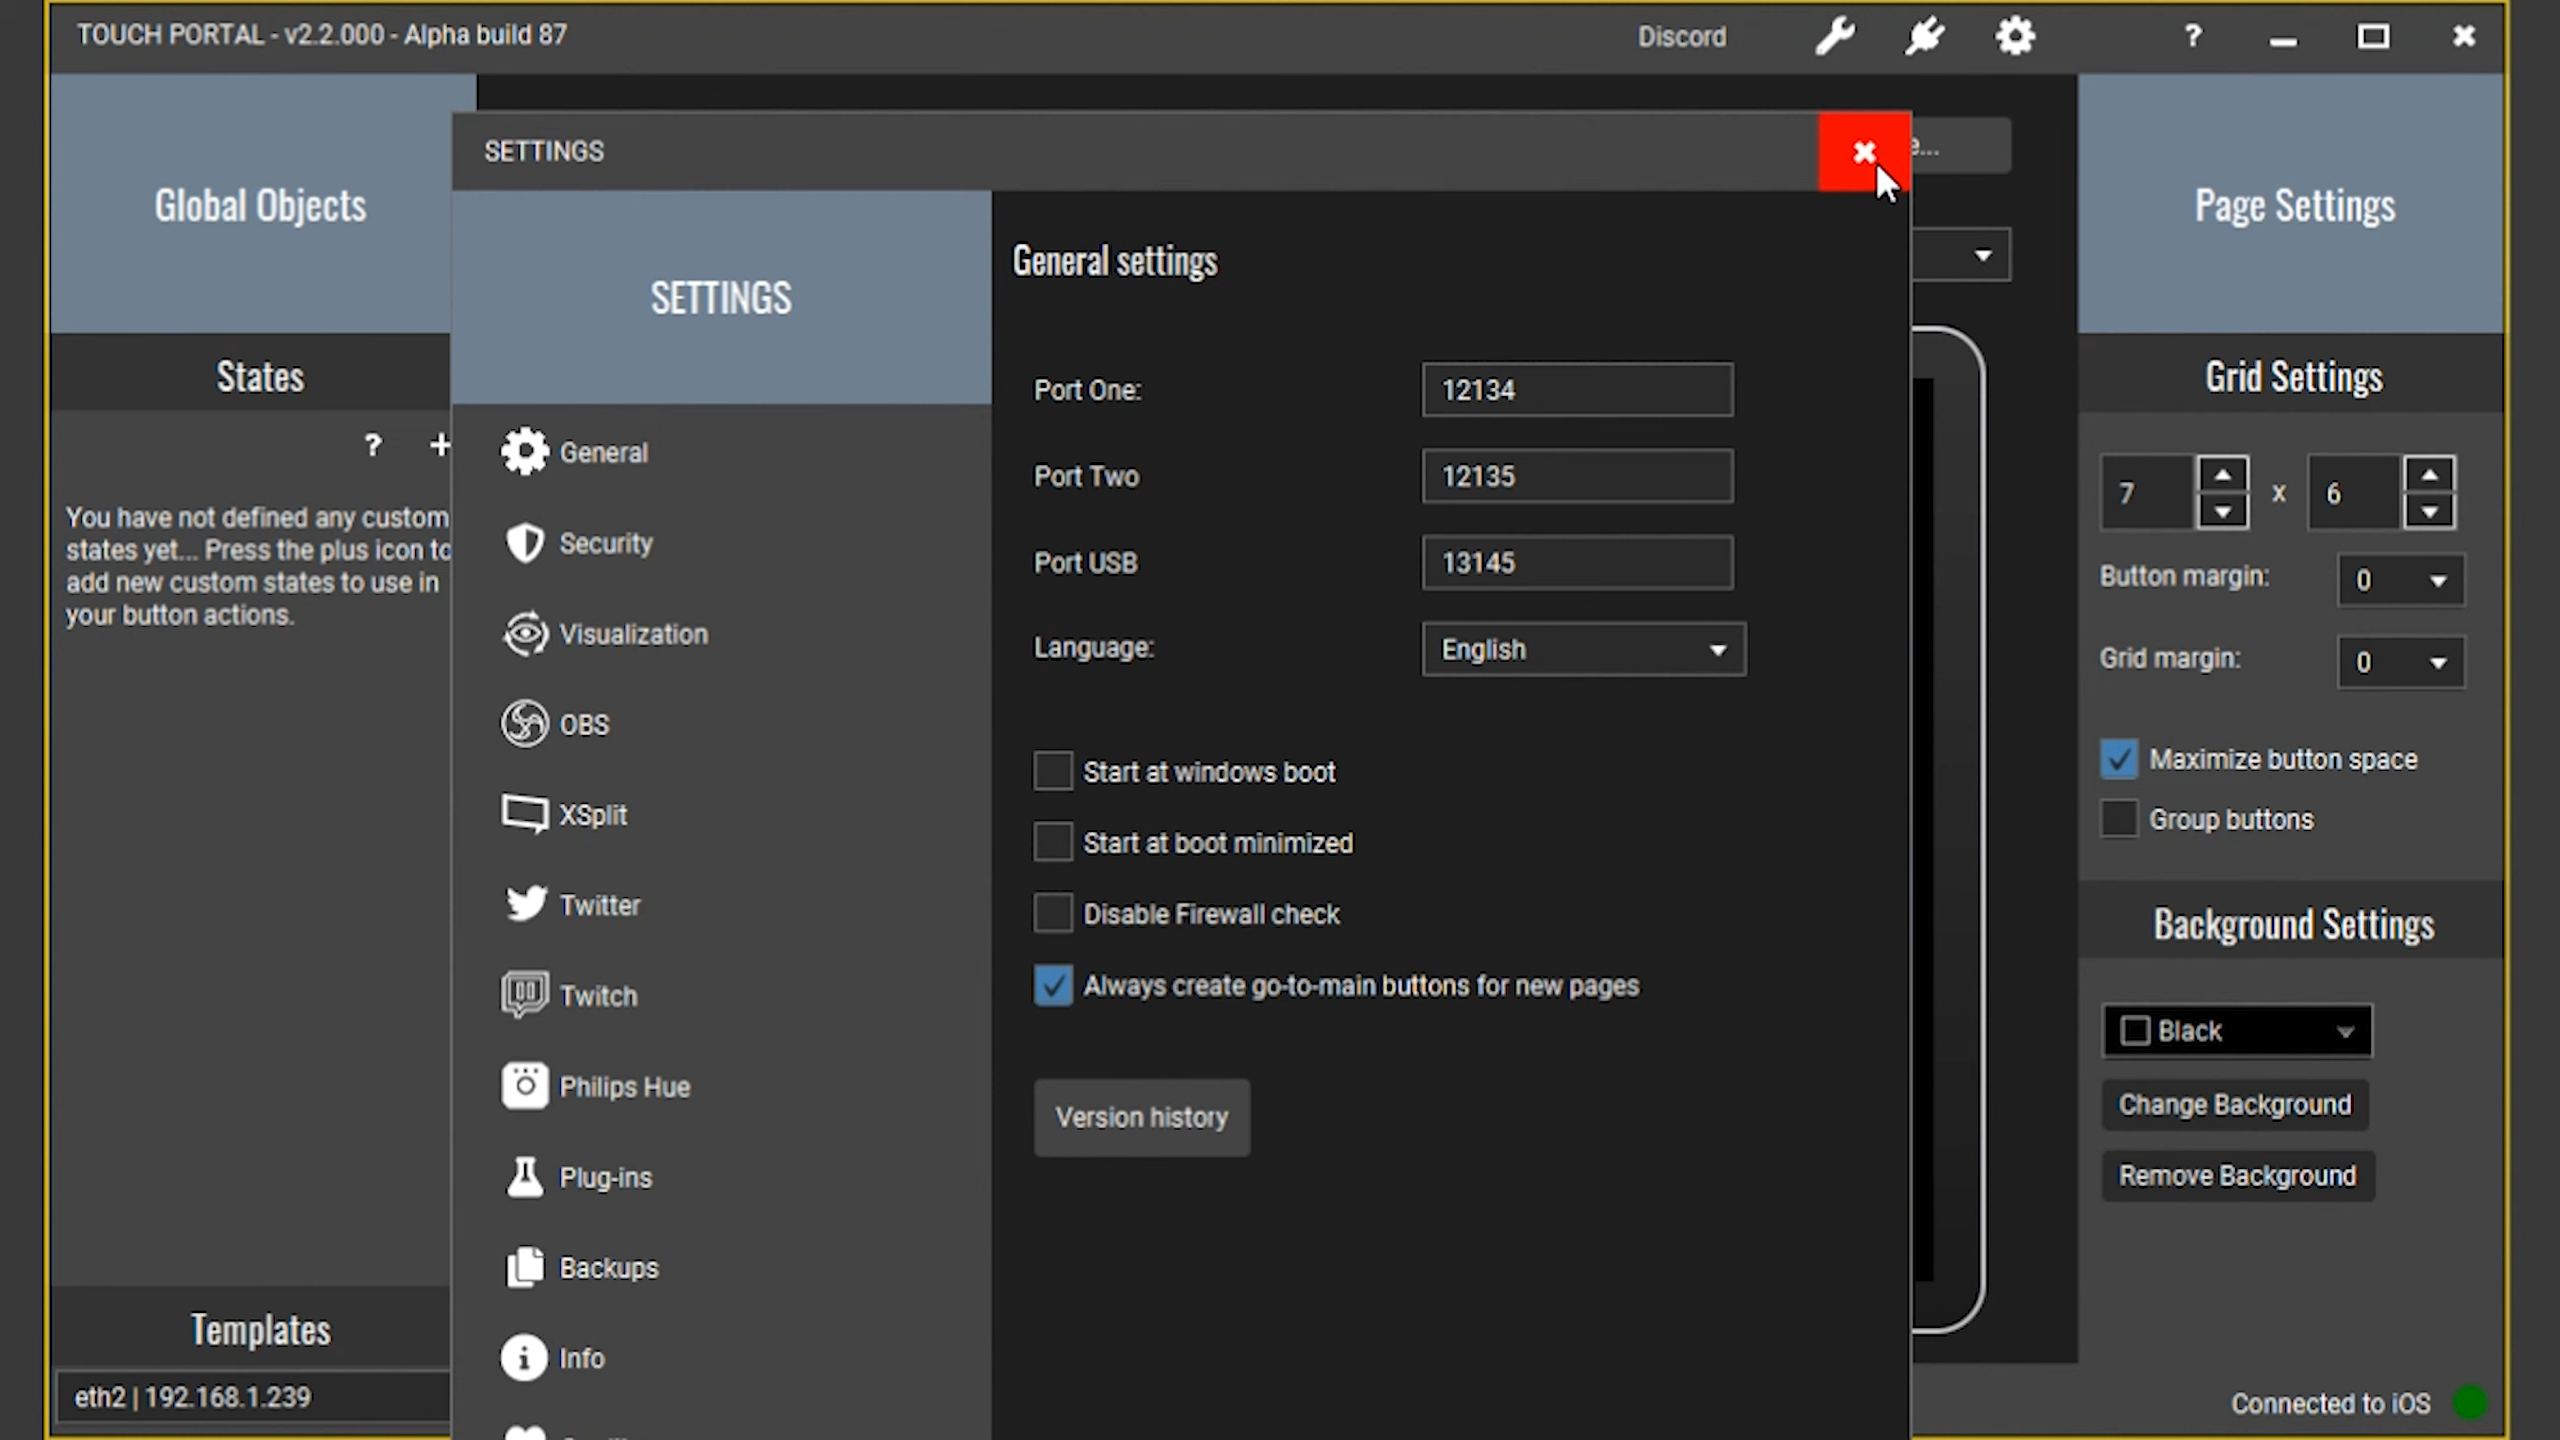 TOUCH PORTAL - v2.2.000 - Alpha build 87
Discord
?
Global Objects
States
? +
You have not defined any custom
states yet... Press the plus icon to
add new custom states to use in
your button actions.
Templates
eth2 | 192.168.1.239
SETTINGS
SETTINGS
General
Security
Visualization
OBS
XSplit
Twitter
Twitch
Philips Hue
Plug-ins
Backups
Info
General settings
Port One: 12134
Port Two 12135
Port USB 13145
Language: English
Start at windows boot
Start at boot minimized
Disable Firewall check
Always create go-to-main buttons for new pages
Version history
Page Settings
Grid Settings
7 x 6
Button margin: 0
Grid margin: 0
Maximize button space
Group buttons
Background Settings
Black
Change Background
Remove Background
Connected to iOS